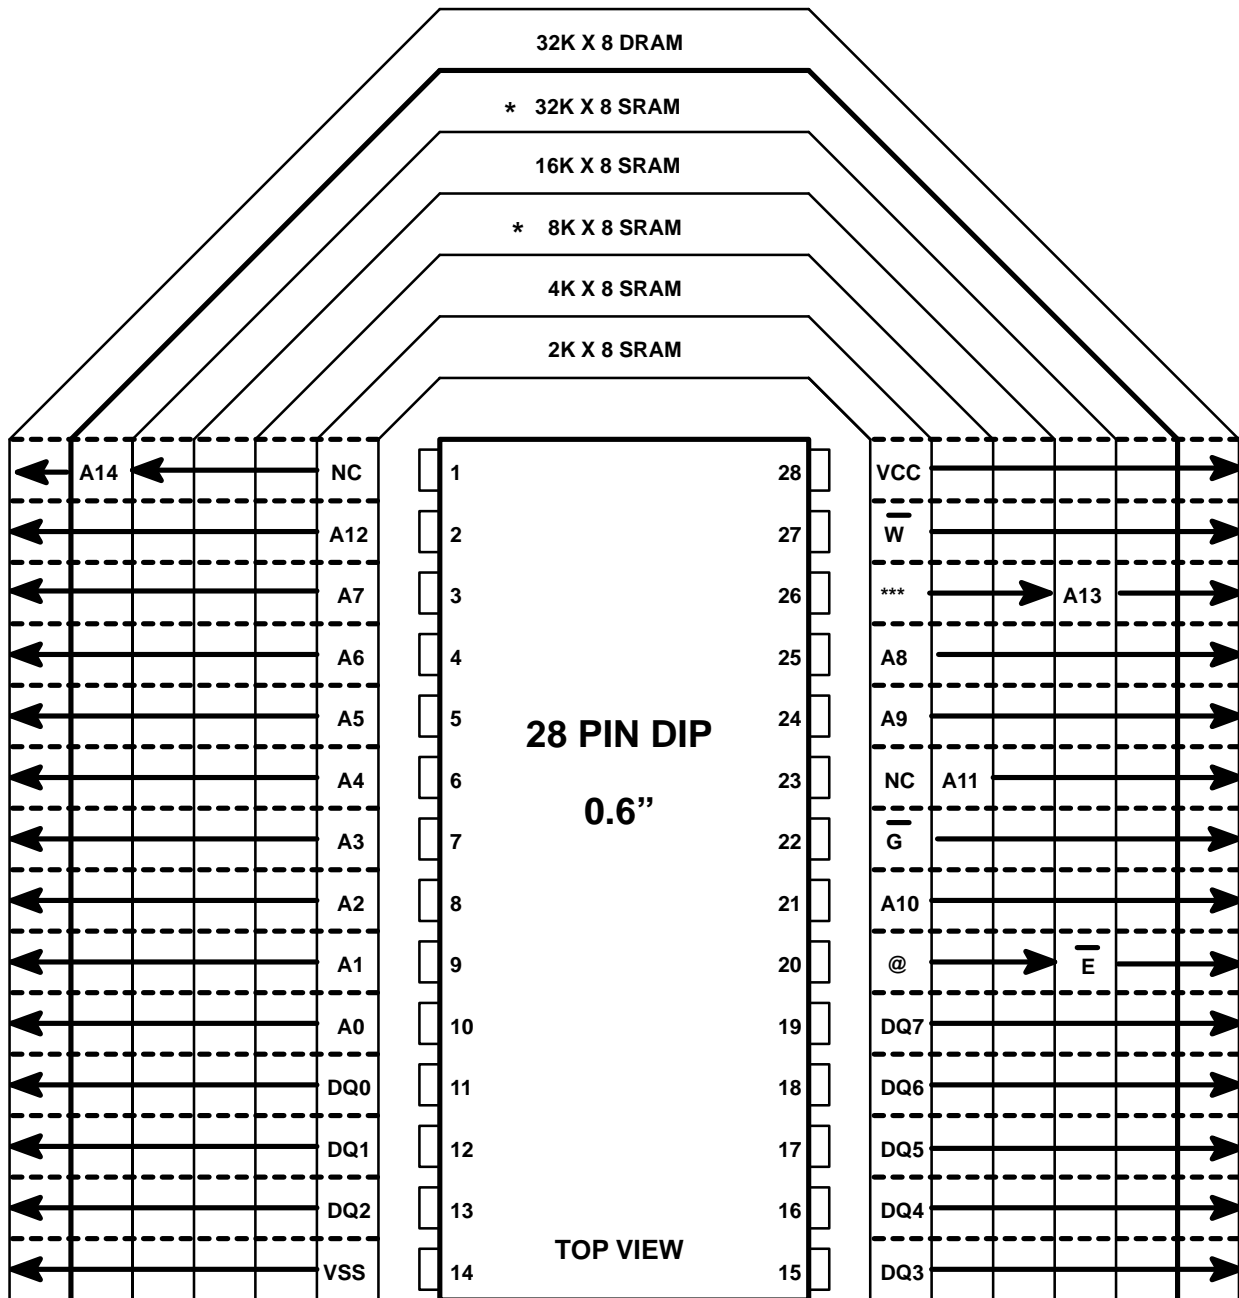 32K X 8 DRAM
* 32K X 8 SRAM
16K X 8 SRAM
* 8K X 8 SRAM
4K X 8 SRAM
2K X 8 SRAM
A14 NC 1 28 VCC
A12 2 27 W̅
A7 3 26 *** A13
A6 4 25 A8
A5 5 24 A9
28 PIN DIP
A4 6 23 NC A11
0.6”
A3 7 22 G̅
A2 8 21 A10
A1 9 20 @ E̅
A0 10 19 DQ7
DQ0 11 18 DQ6
DQ1 12 17 DQ5
DQ2 13 16 DQ4
TOP VIEW
VSS 14 15 DQ3